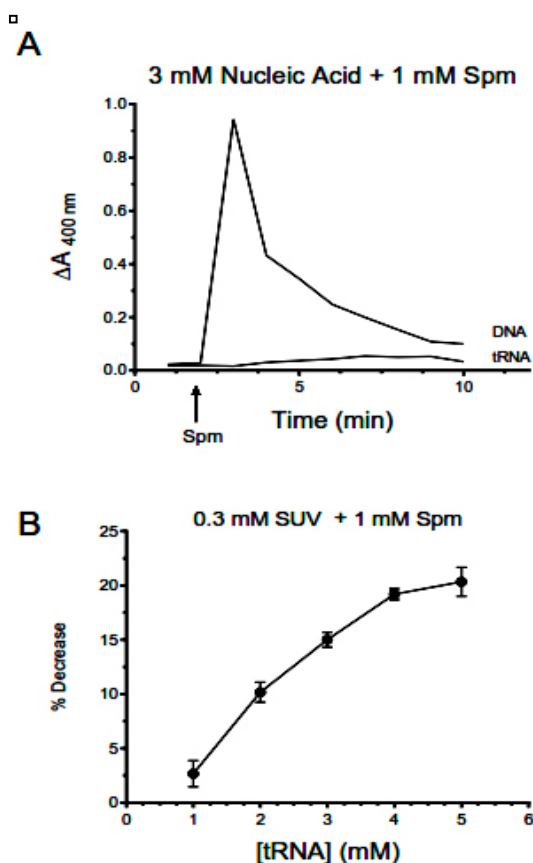 A
3 mM Nucleic Acid + 1 mM Spm
1.0
0.8
0.6
0.4
0.2
0.0
ΔA 400 nm
DNA
tRNA
0
5
10
Time (min)
Spm
B
0.3 mM SUV + 1 mM Spm
25
20
15
10
5
0
% Decrease
0
1
2
3
4
5
6
[tRNA] (mM)